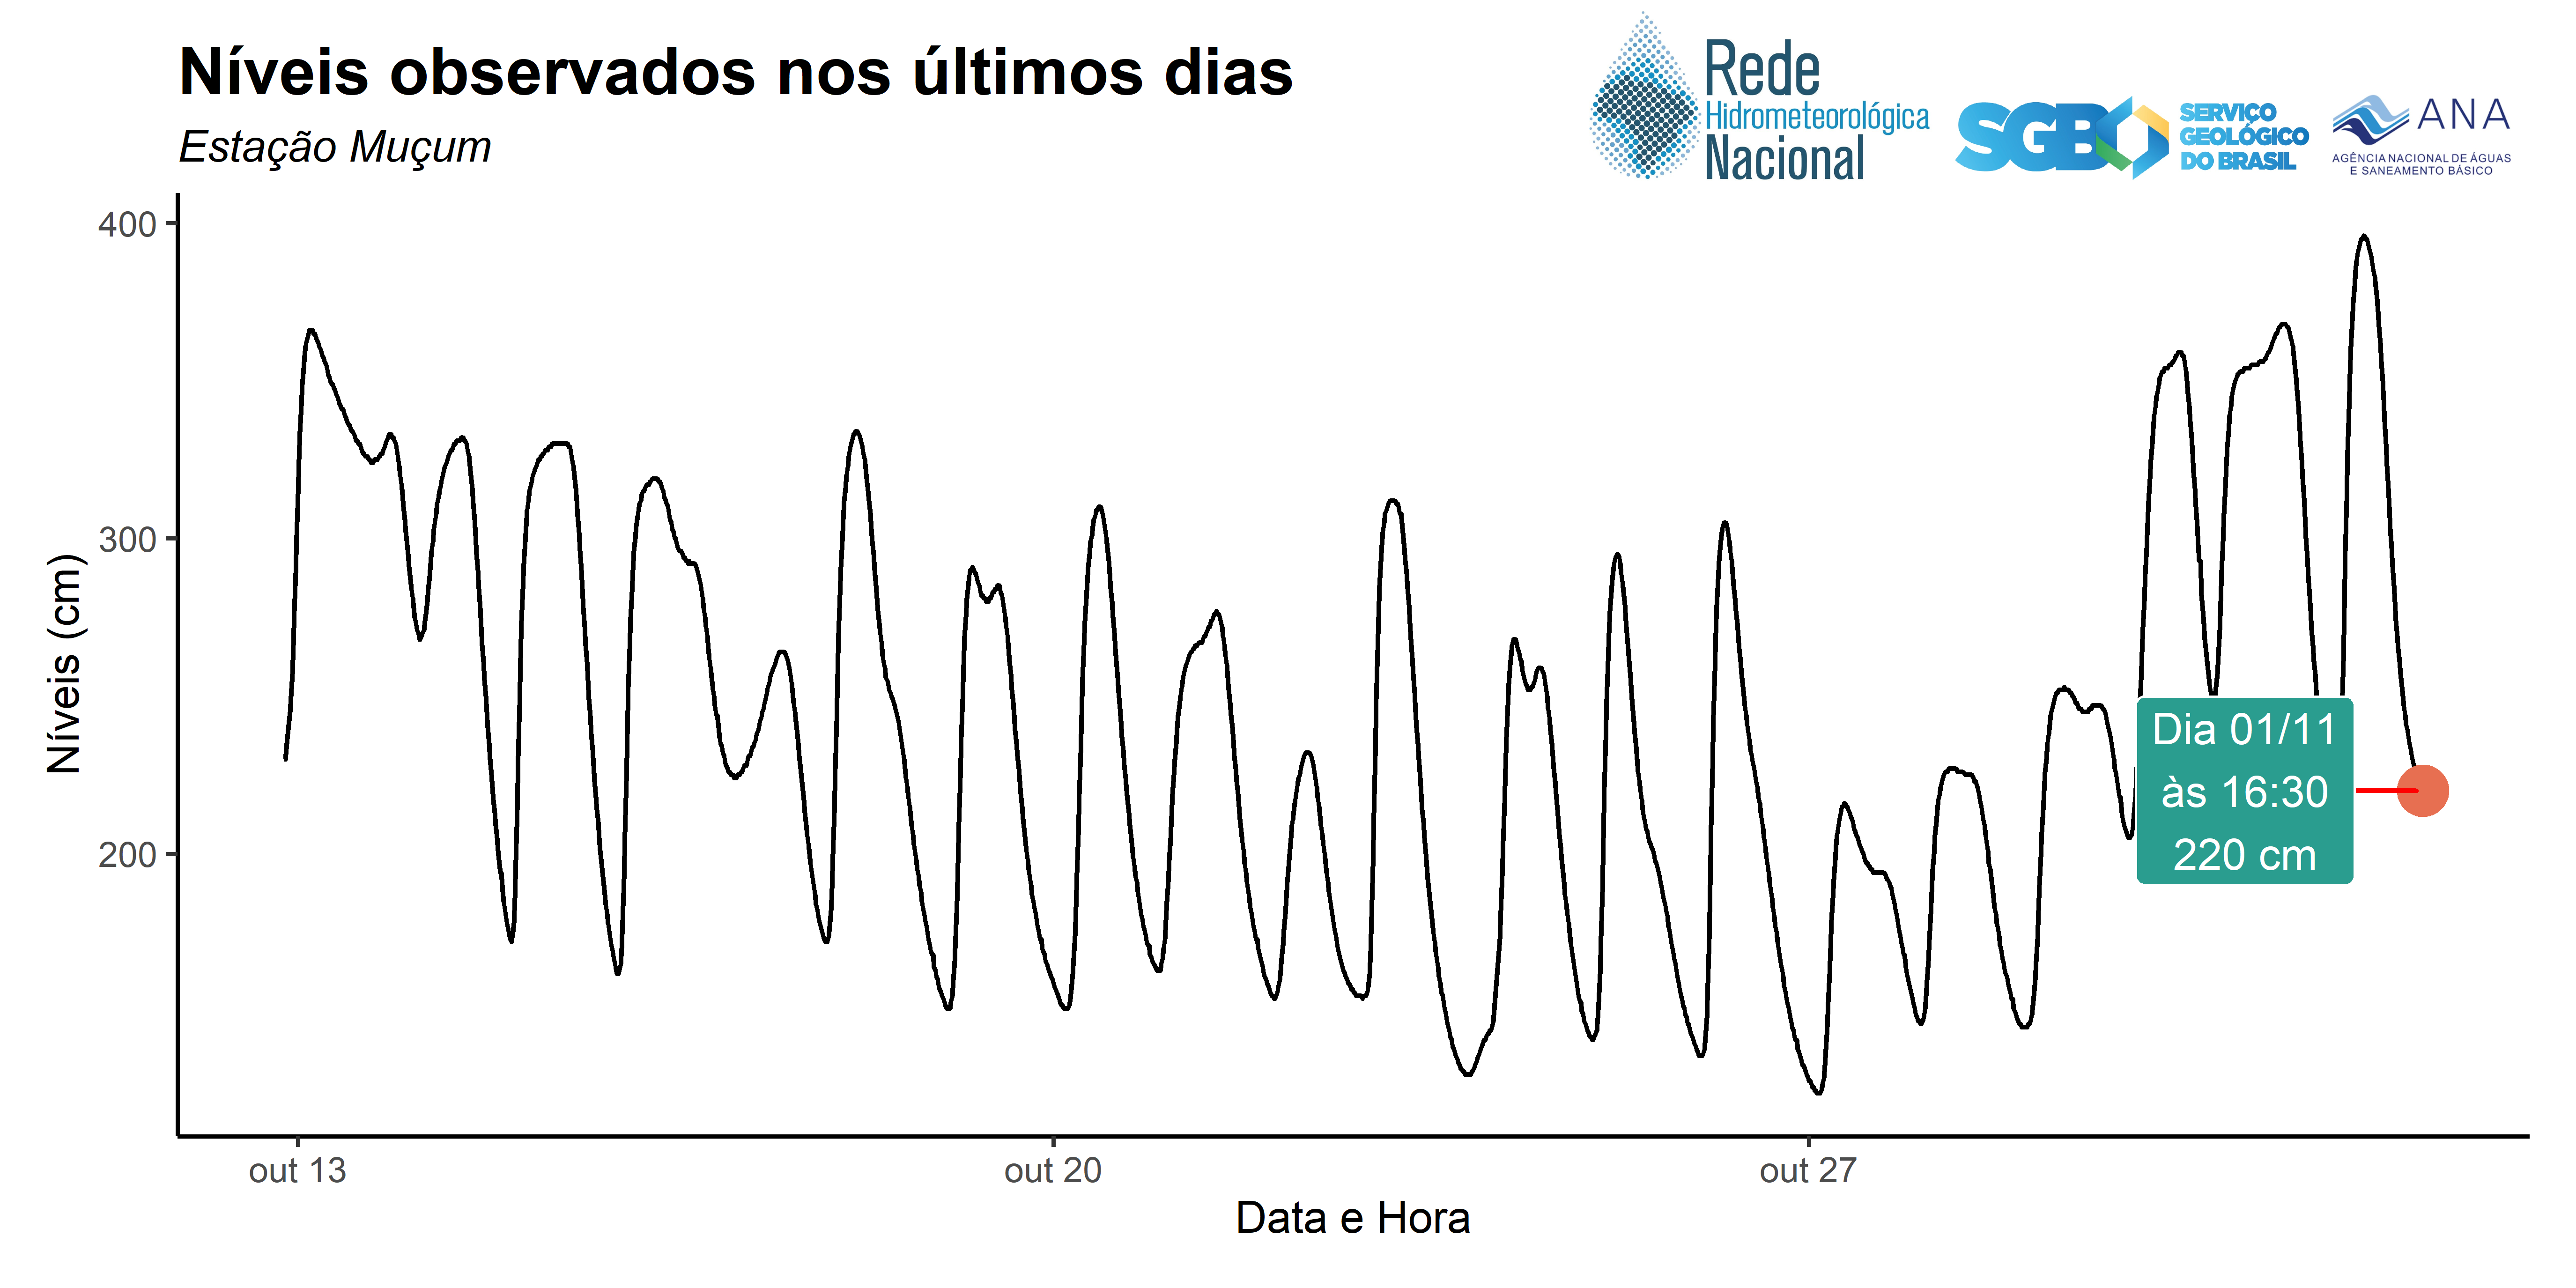 Níveis observados nos últimos dias
Estação Muçum
Rede
Hidrometeorológica
Nacional
SGB
SERVIÇO
GEOLÓGICO
DO BRASIL
ANA
AGÊNCIA NACIONAL DE ÁGUAS
E SANEAMENTO BÁSICO
Níveis (cm)
400
300
200
Dia 01/11
às 16:30
220 cm
out 13
out 20
out 27
Data e Hora